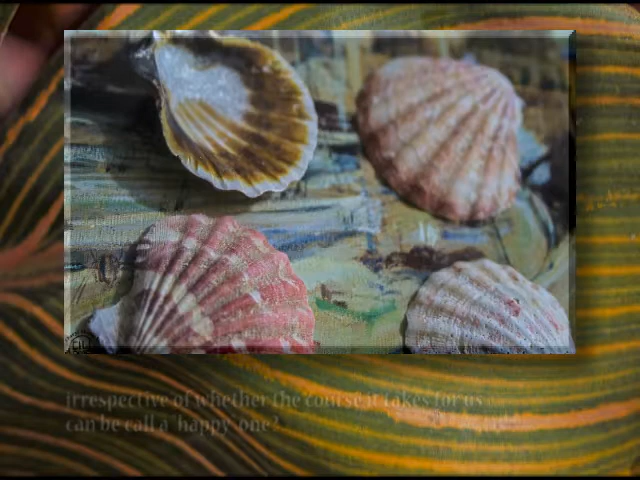 irrespective of whether the course it takes for us
can be call a 'happy' one?